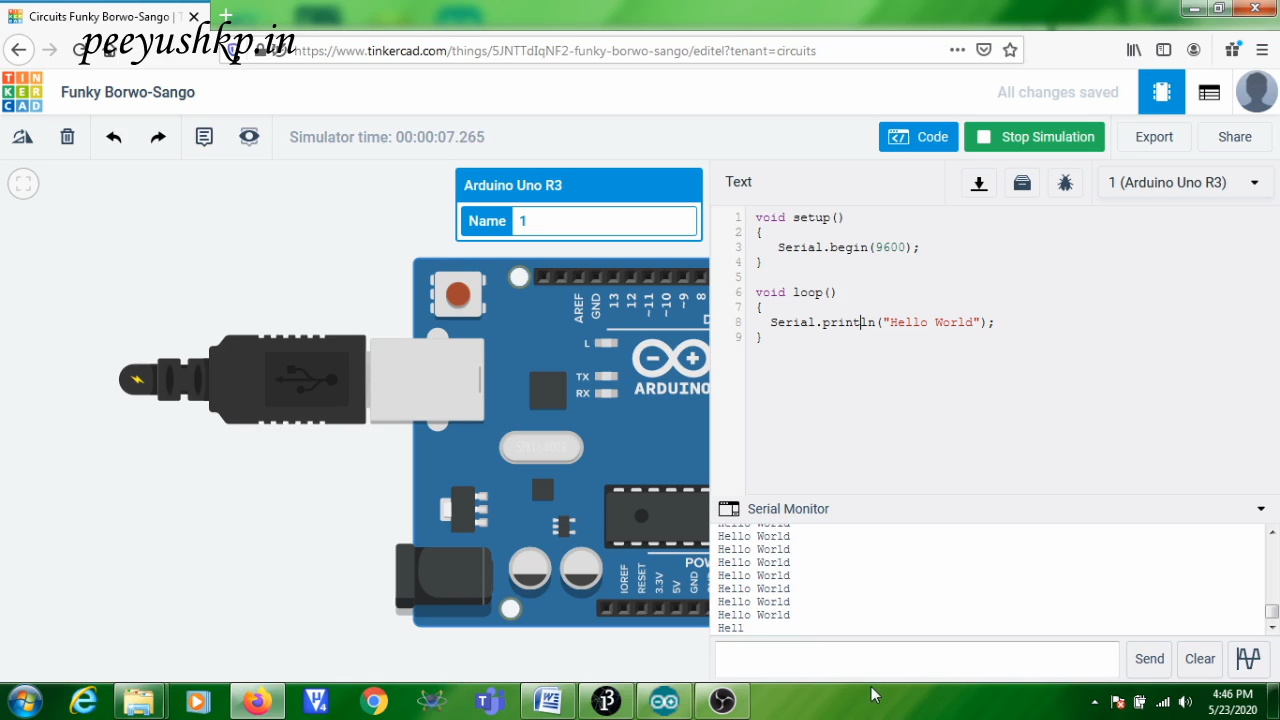 Circuits Funky Borwo-Sango | T
peeyushkp.in
https://www.tinkercad.com/things/5JNTTdIqNF2-funky-borwo-sango/editel?tenant=circuits
TIN
KER
CAD
Funky Borwo-Sango
All changes saved
Simulator time: 00:00:07.265
Code
Stop Simulation
Export
Share
Arduino Uno R3
Name 1
Text
1 (Arduino Uno R3)
1 void setup()
2 {
3 Serial.begin(9600);
4 }
5
6 void loop()
7 {
8 Serial.println("Hello World");
9 }
AREF
GND
13
12
~11
~10
~9
8
L
TX
RX
ARDUINO
IOREF
RESET
3.3V
5V
GND
Serial Monitor
Hello World
Hello World
Hello World
Hello World
Hello World
Hello World
Hello World
Hello World
Hell
Send
Clear
4:46 PM
5/23/2020